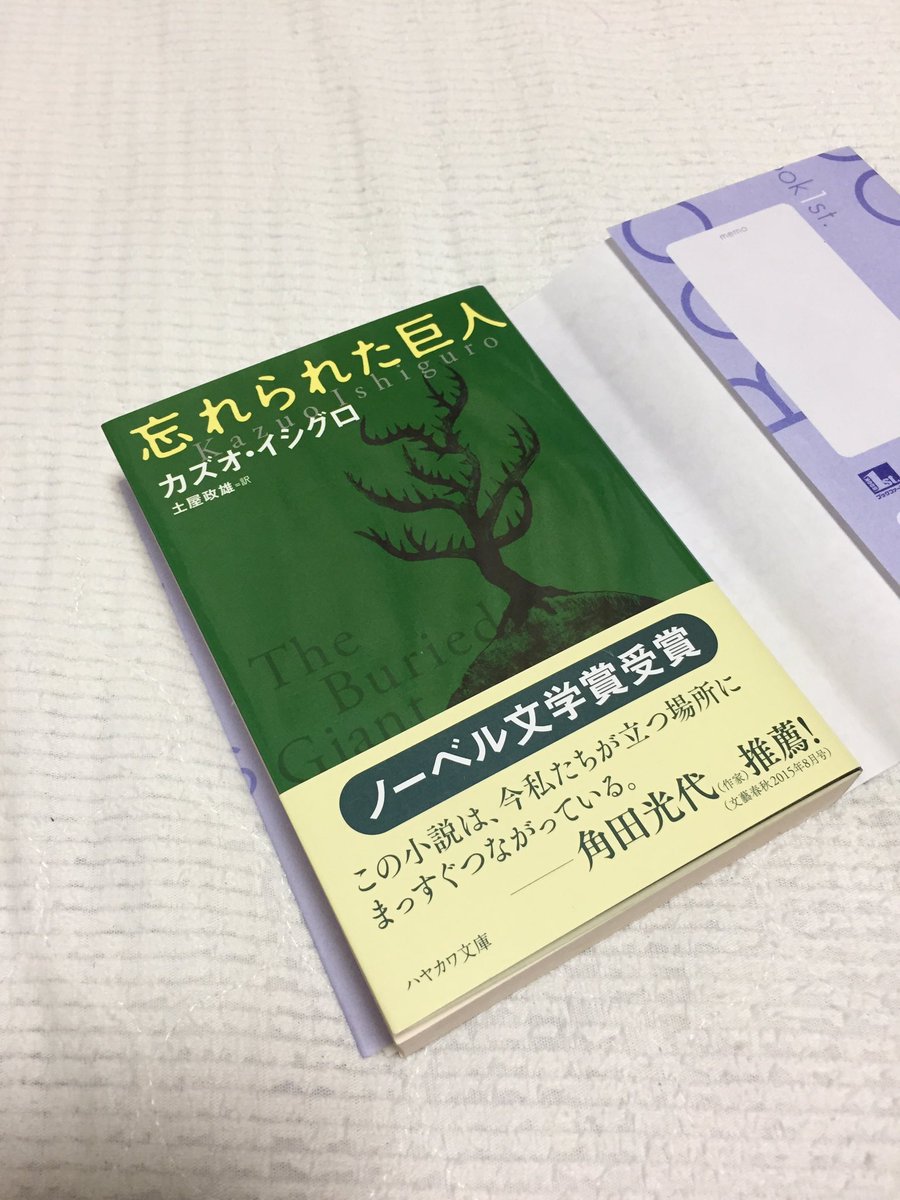 忘れられた巨人
Kazuo Ishiguro
カズオ・イシグロ
土屋政雄=訳
The
Buried
Giant
ノーベル文学賞受賞
この小説は、今私たちが立つ場所に
まっすぐつながっている。
──角田光代(作家)推薦!
(文藝春秋2015年8月号)
ハヤカワ文庫
ok1st.
memo
1st.